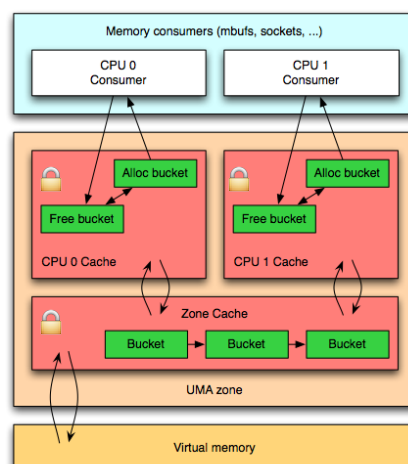 Memory consumers (mbufs, sockets, ...)
CPU 0
Consumer
CPU 1
Consumer
Alloc bucket
Free bucket
CPU 0 Cache
Alloc bucket
Free bucket
CPU 1 Cache
Zone Cache
Bucket
Bucket
Bucket
UMA zone
Virtual memory